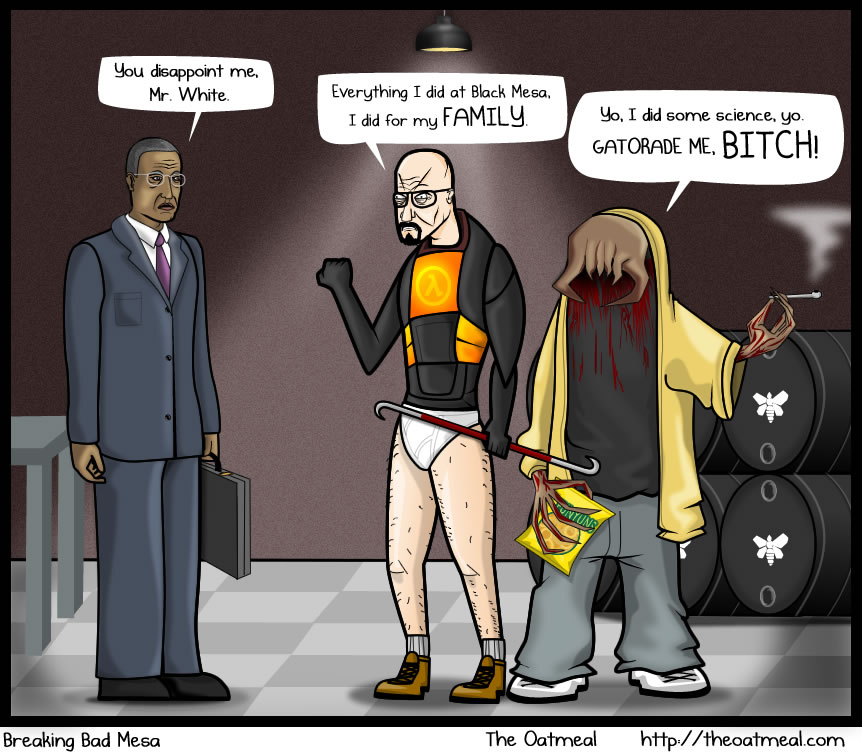 You disappoint me,
Mr. White.
Everything I did at Black Mesa,
I did for my FAMILY.
Yo, I did some science, yo.
GATORADE ME, BITCH!
λ
Breaking Bad Mesa
The Oatmeal
http://theoatmeal.com